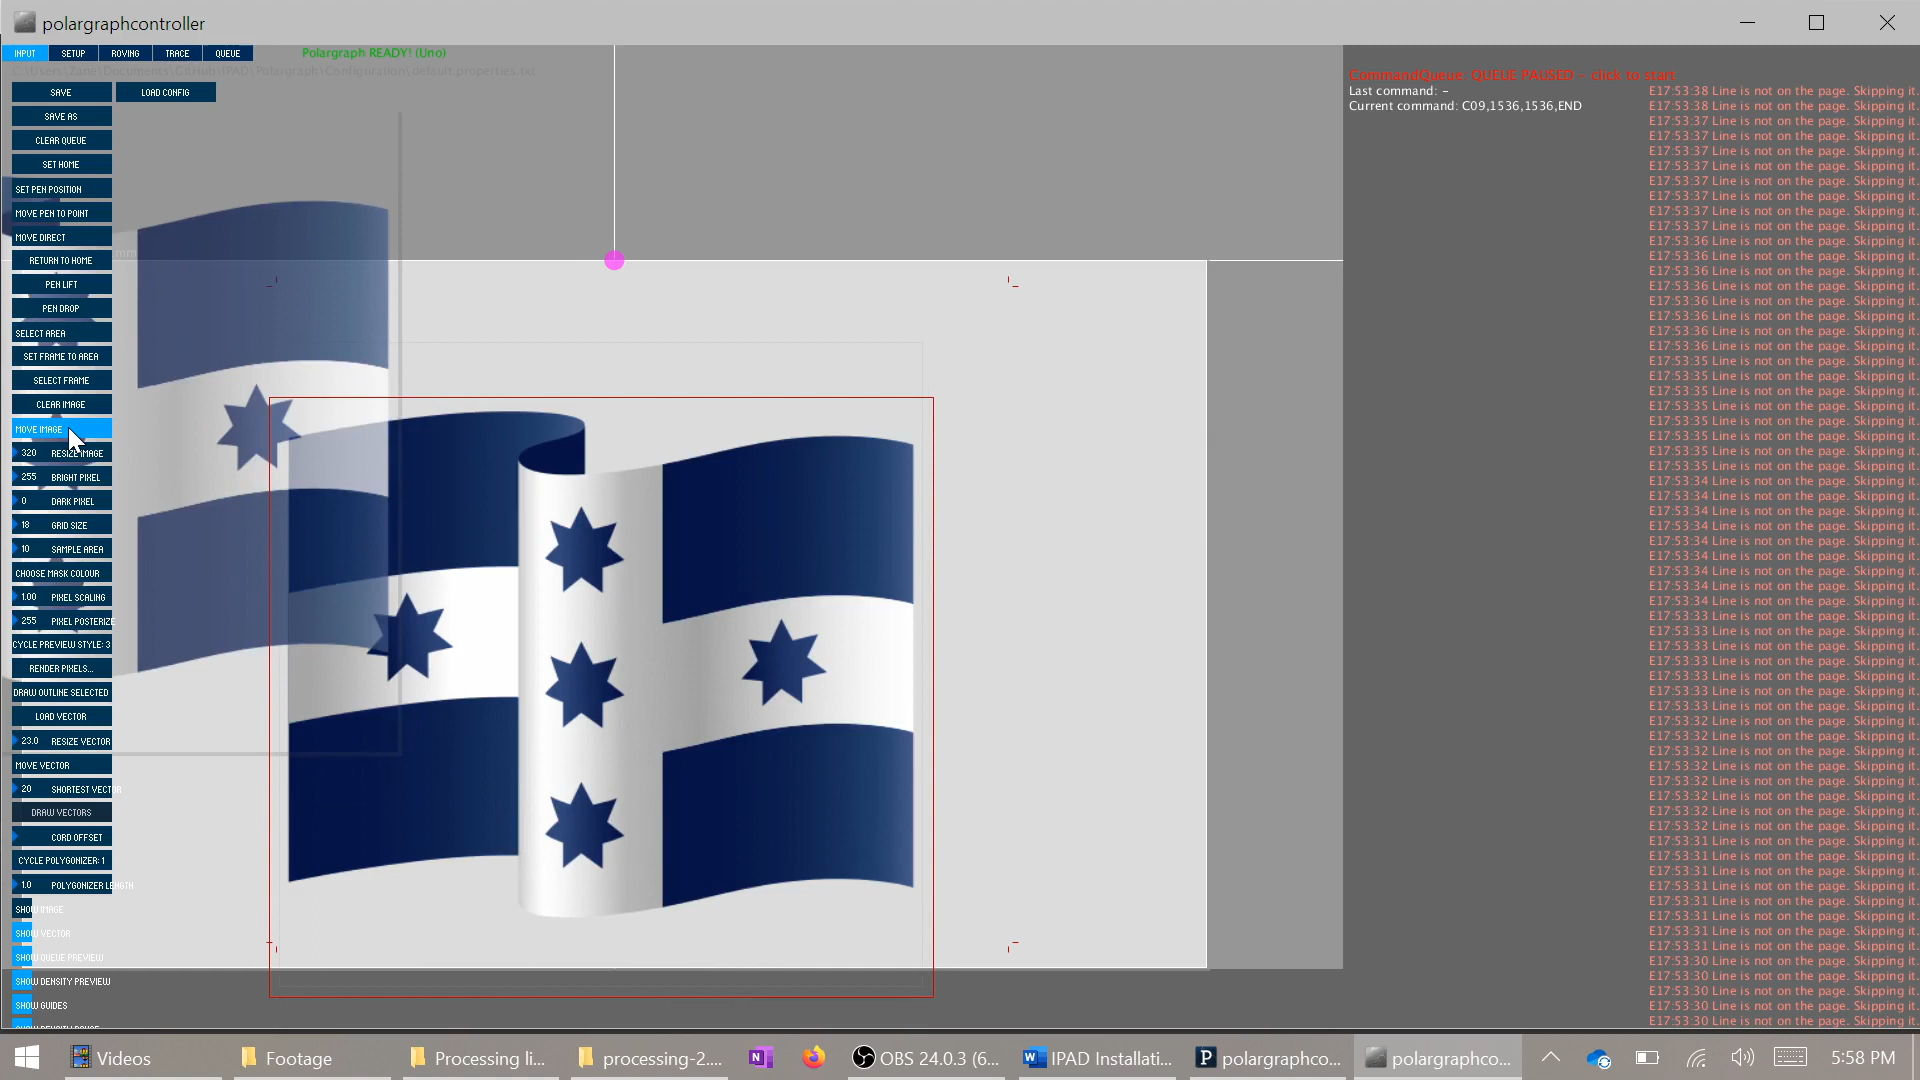 polargraphcontroller
INPUT SETUP ROVING TRACE QUEUE
Polargraph READY! (Uno)
C:\Users\Zane\Documents\GitHub\IPAD\Polargraph\Configuration\default.properties.txt
SAVE LOAD CONFIG
SAVE AS
CLEAR QUEUE
SET HOME
SET PEN POSITION
MOVE PEN TO POINT
MOVE DIRECT
RETURN TO HOME
PEN LIFT
PEN DROP
SELECT AREA
SET FRAME TO AREA
SELECT FRAME
CLEAR IMAGE
MOVE IMAGE
320 RESIZE IMAGE
255 BRIGHT PIXEL
0 DARK PIXEL
18 GRID SIZE
10 SAMPLE AREA
CHOOSE MASK COLOUR
1.00 PIXEL SCALING
255 PIXEL POSTERIZE
CYCLE PREVIEW STYLE: 3
RENDER PIXELS...
DRAW OUTLINE SELECTED
LOAD VECTOR
23.0 RESIZE VECTOR
MOVE VECTOR
20 SHORTEST VECTOR
DRAW VECTORS
CORD OFFSET
CYCLE POLYGONIZER: 1
1.0 POLYGONIZER LENGTH
SHOW IMAGE
SHOW VECTOR
SHOW QUEUE PREVIEW
SHOW DENSITY PREVIEW
SHOW GUIDES
CommandQueue: QUEUE PAUSED - click to start
Last command: -
Current command: C09,1536,1536,END
E17:53:38 Line is not on the page. Skipping it.
E17:53:38 Line is not on the page. Skipping it.
E17:53:37 Line is not on the page. Skipping it.
E17:53:37 Line is not on the page. Skipping it.
E17:53:37 Line is not on the page. Skipping it.
E17:53:37 Line is not on the page. Skipping it.
E17:53:37 Line is not on the page. Skipping it.
E17:53:37 Line is not on the page. Skipping it.
E17:53:37 Line is not on the page. Skipping it.
E17:53:37 Line is not on the page. Skipping it.
E17:53:36 Line is not on the page. Skipping it.
E17:53:36 Line is not on the page. Skipping it.
E17:53:36 Line is not on the page. Skipping it.
E17:53:36 Line is not on the page. Skipping it.
E17:53:36 Line is not on the page. Skipping it.
E17:53:36 Line is not on the page. Skipping it.
E17:53:36 Line is not on the page. Skipping it.
E17:53:36 Line is not on the page. Skipping it.
E17:53:35 Line is not on the page. Skipping it.
E17:53:35 Line is not on the page. Skipping it.
E17:53:35 Line is not on the page. Skipping it.
E17:53:35 Line is not on the page. Skipping it.
E17:53:35 Line is not on the page. Skipping it.
E17:53:35 Line is not on the page. Skipping it.
E17:53:35 Line is not on the page. Skipping it.
E17:53:35 Line is not on the page. Skipping it.
E17:53:34 Line is not on the page. Skipping it.
E17:53:34 Line is not on the page. Skipping it.
E17:53:34 Line is not on the page. Skipping it.
E17:53:34 Line is not on the page. Skipping it.
E17:53:34 Line is not on the page. Skipping it.
E17:53:34 Line is not on the page. Skipping it.
E17:53:34 Line is not on the page. Skipping it.
E17:53:34 Line is not on the page. Skipping it.
E17:53:34 Line is not on the page. Skipping it.
E17:53:33 Line is not on the page. Skipping it.
E17:53:33 Line is not on the page. Skipping it.
E17:53:33 Line is not on the page. Skipping it.
E17:53:33 Line is not on the page. Skipping it.
E17:53:33 Line is not on the page. Skipping it.
E17:53:33 Line is not on the page. Skipping it.
E17:53:33 Line is not on the page. Skipping it.
E17:53:32 Line is not on the page. Skipping it.
E17:53:32 Line is not on the page. Skipping it.
E17:53:32 Line is not on the page. Skipping it.
E17:53:32 Line is not on the page. Skipping it.
E17:53:32 Line is not on the page. Skipping it.
E17:53:32 Line is not on the page. Skipping it.
E17:53:32 Line is not on the page. Skipping it.
E17:53:32 Line is not on the page. Skipping it.
E17:53:31 Line is not on the page. Skipping it.
E17:53:31 Line is not on the page. Skipping it.
E17:53:31 Line is not on the page. Skipping it.
E17:53:31 Line is not on the page. Skipping it.
E17:53:31 Line is not on the page. Skipping it.
E17:53:31 Line is not on the page. Skipping it.
E17:53:31 Line is not on the page. Skipping it.
E17:53:31 Line is not on the page. Skipping it.
E17:53:30 Line is not on the page. Skipping it.
E17:53:30 Line is not on the page. Skipping it.
E17:53:30 Line is not on the page. Skipping it.
E17:53:30 Line is not on the page. Skipping it.
E17:53:30 Line is not on the page. Skipping it.
Videos Footage Processing li... processing-2.... OBS 24.0.3 (6... IPAD Installati... polargraphco... polargraphco... 5:58 PM